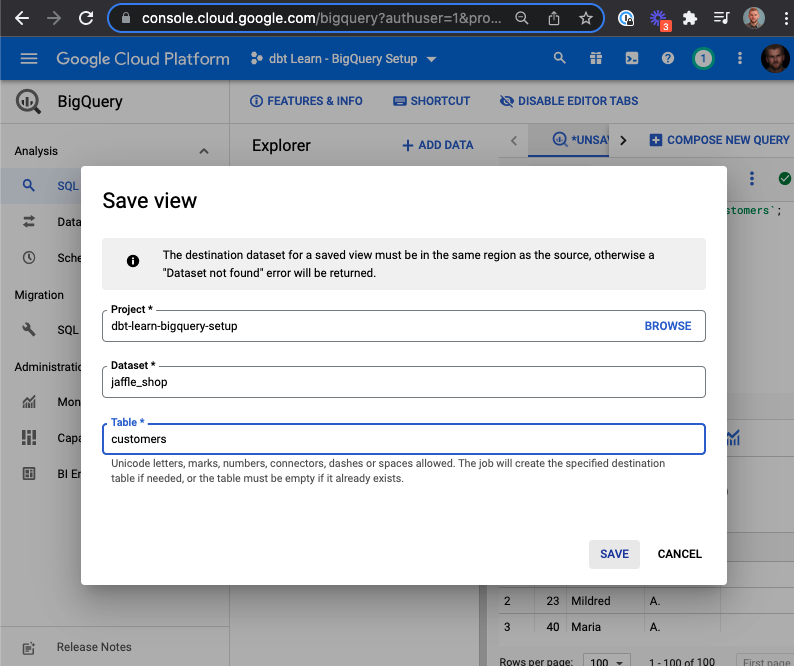 console.cloud.google.com/bigquery?authuser=1&pro...
3
Google Cloud Platform
dbt Learn - BigQuery Setup
1
BigQuery
FEATURES & INFO
SHORTCUT
DISABLE EDITOR TABS
Analysis
Explorer
+ ADD DATA
*UNSA
COMPOSE NEW QUERY
SQL
Data
Sche
Migration
SQL
Administratio
Mon
Capa
BI En
Release Notes
stomers`;
Save view
The destination dataset for a saved view must be in the same region as the source, otherwise a
"Dataset not found" error will be returned.
Project *
dbt-learn-bigquery-setup
BROWSE
Dataset *
jaffle_shop
Table *
customers
Unicode letters, marks, numbers, connectors, dashes or spaces allowed. The job will create the specified destination
table if needed, or the table must be empty if it already exists.
SAVE
CANCEL
2 23 Mildred A.
3 40 Maria A.
Rows per page: 100 1 - 100 of 100 First page